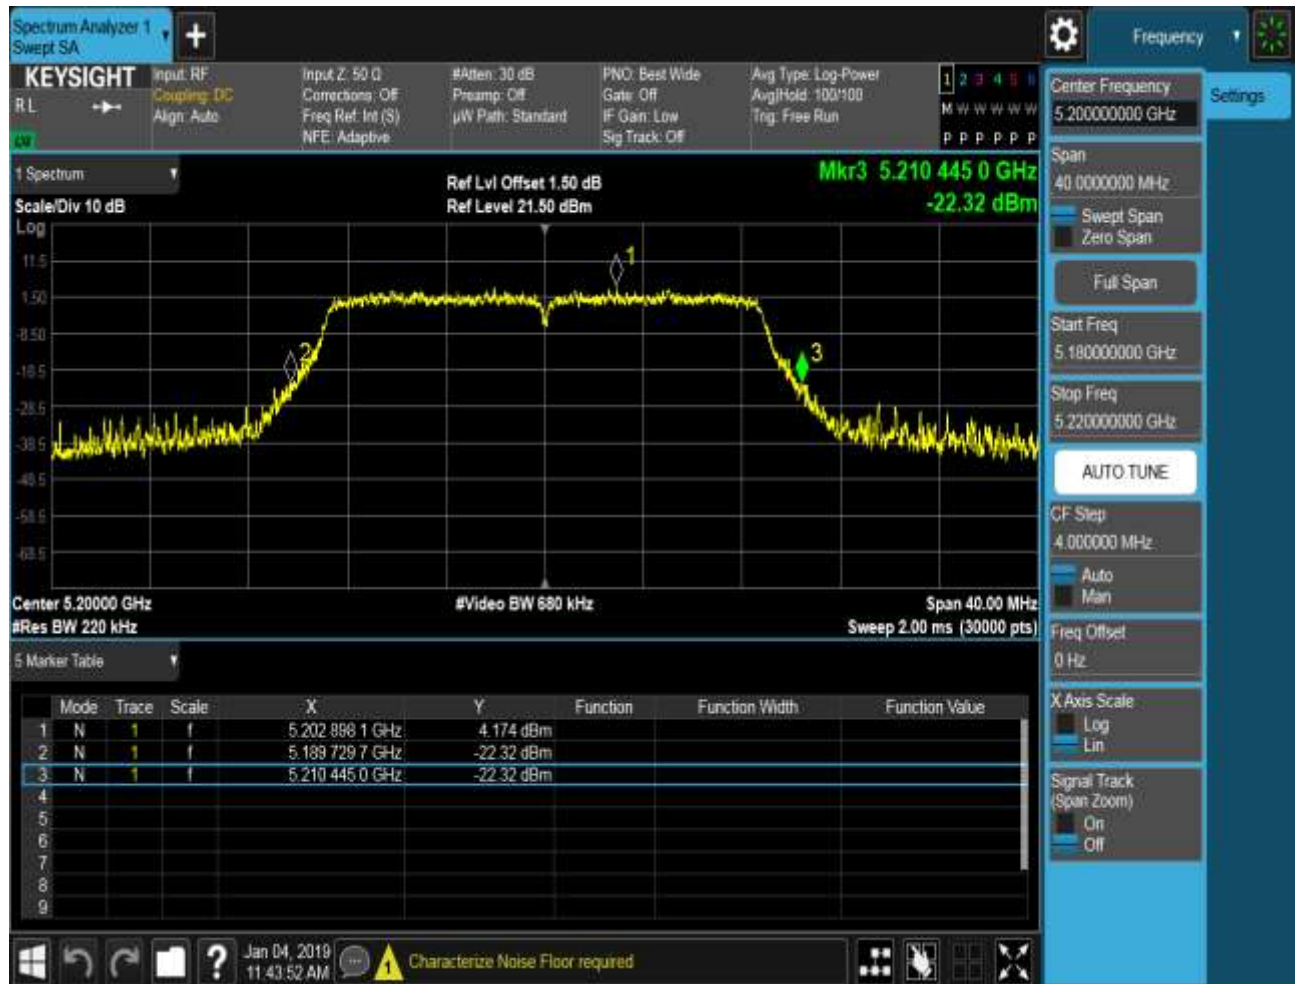 Spectrum Analyzer 1
Swept SA
Frequency
KEYSIGHT
RL
Input: RF
Coupling: DC
Align: Auto
Input Z: 50 Ω
Corrections: Off
Freq Ref: Int (S)
NFE: Adaptive
#Atten: 30 dB
Preamp: Off
µW Path: Standard
PNO: Best Wide
Gate: Off
IF Gain: Low
Sig Track: Off
Avg Type: Log-Power
Avg|Hold: 100/100
Trig: Free Run
1 2 3 4 5 6
M W W W W W
P P P P P P
1 Spectrum
Scale/Div 10 dB
Log
Ref Lvl Offset 1.50 dB
Ref Level 21.50 dBm
Mkr3 5.210 445 0 GHz
-22.32 dBm
11.5
1.50
-8.50
-18.5
-28.5
-38.5
-48.5
-58.5
-68.5
1
2
3
Center 5.20000 GHz
#Res BW 220 kHz
#Video BW 680 kHz
Span 40.00 MHz
Sweep 2.00 ms (30000 pts)
5 Marker Table
Mode Trace Scale X Y Function Function Width Function Value
1 N 1 f 5.202 898 1 GHz 4.174 dBm
2 N 1 f 5.189 729 7 GHz -22.32 dBm
3 N 1 f 5.210 445 0 GHz -22.32 dBm
4
5
6
7
8
9
Center Frequency
5.200000000 GHz
Settings
Span
40.0000000 MHz
Swept Span
Zero Span
Full Span
Start Freq
5.180000000 GHz
Stop Freq
5.220000000 GHz
AUTO TUNE
CF Step
4.000000 MHz
Auto
Man
Freq Offset
0 Hz
X Axis Scale
Log
Lin
Signal Track
(Span Zoom)
On
Off
?
Jan 04, 2019
11:43:52 AM
1
Characterize Noise Floor required